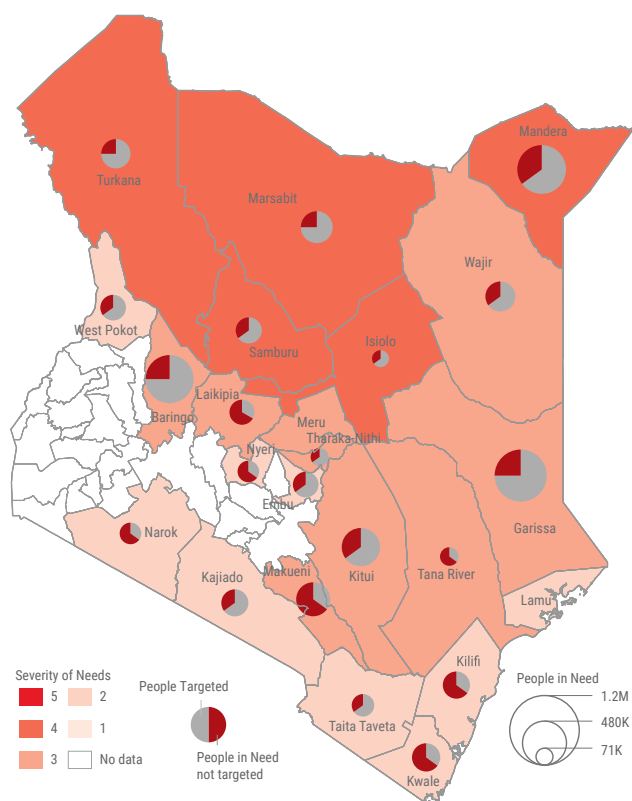 Mandera
Turkana
Marsabit
Wajir
West Pokot
Samburu
Isiolo
Laikipia
Baringo
Meru
Tharaka-Nithi
Nyeri
Embu
Garissa
Narok
Kajiado
Makueni
Kitui
Tana River
Lamu
Kilifi
Taita Taveta
Kwale
Severity of Needs
5
2
4
1
3
No data
People Targeted
People in Need
not targeted
People in Need
1.2M
480K
71K